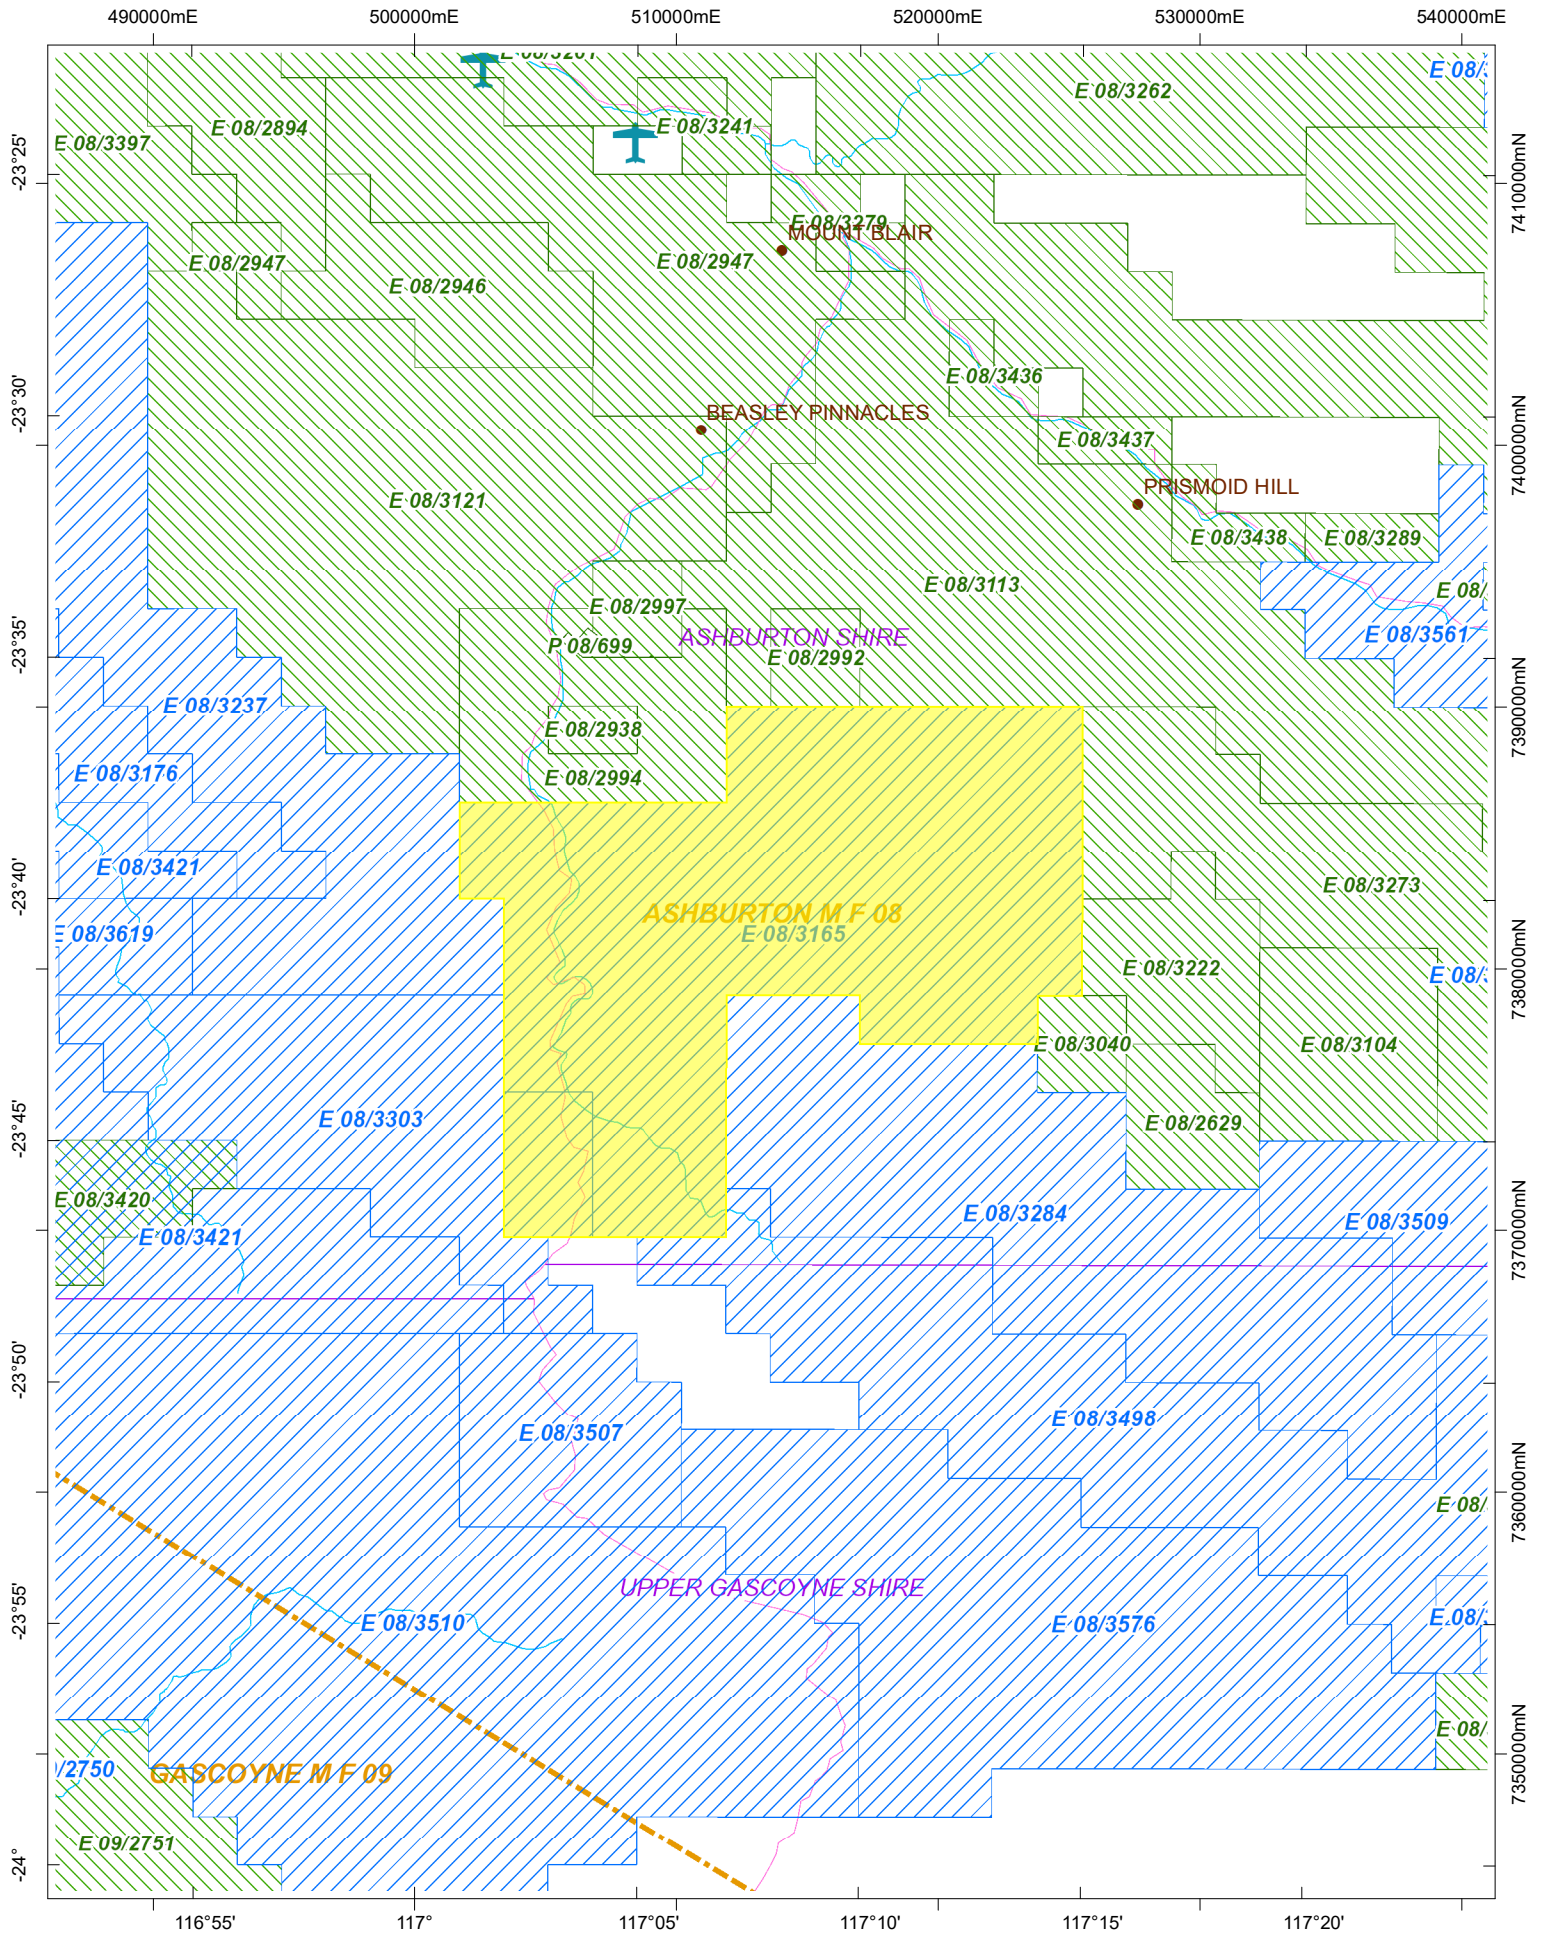 490000mE 500000mE 510000mE 520000mE 530000mE 540000mE
E 08/3262
E 08/3241
E 08/2894
E 08/3397
-23°25'
7410000mN
E 08/3279
MOUNT BLAIR
E 08/2947
E 08/2947
E 08/2946
E 08/3436
-23°30'
BEASLEY PINNACLES
E 08/3437
7400000mN
E 08/3121
PRISMOID HILL
E 08/3438
E 08/3289
E 08/3113
E 08/
E 08/2997
-23°35'
ASHBURTON SHIRE
E 08/3561
P 08/699
E 08/2992
E 08/3237
7390000mN
E 08/2938
E 08/3176
E 08/2994
E 08/3421
-23°40'
E 08/3273
ASHBURTON M F 08
E 08/3619
E 08/3165
E 08/3222
7380000mN
E 08/3040
E 08/3104
E 08/3303
-23°45'
E 08/2629
E 08/3420
E 08/3284
E 08/3509
7370000mN
E 08/3421
-23°50'
E 08/3498
E 08/3507
7360000mN
E 08/
UPPER GASCOYNE SHIRE
-23°55'
E 08/3510
E 08/3576
E 08/
7350000mN
/2750
GASCOYNE M F 09
E 09/2751
-24°
116°55' 117° 117°05' 117°10' 117°15' 117°20'